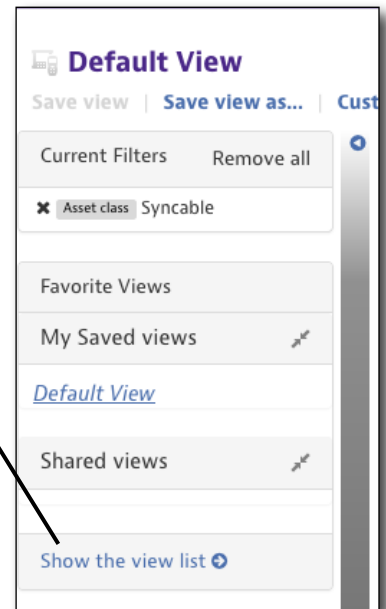 Default View
Save view | Save view as... | Cust
Current Filters Remove all
Asset class Syncable
Favorite Views
My Saved views
Default View
Shared views
Show the view list